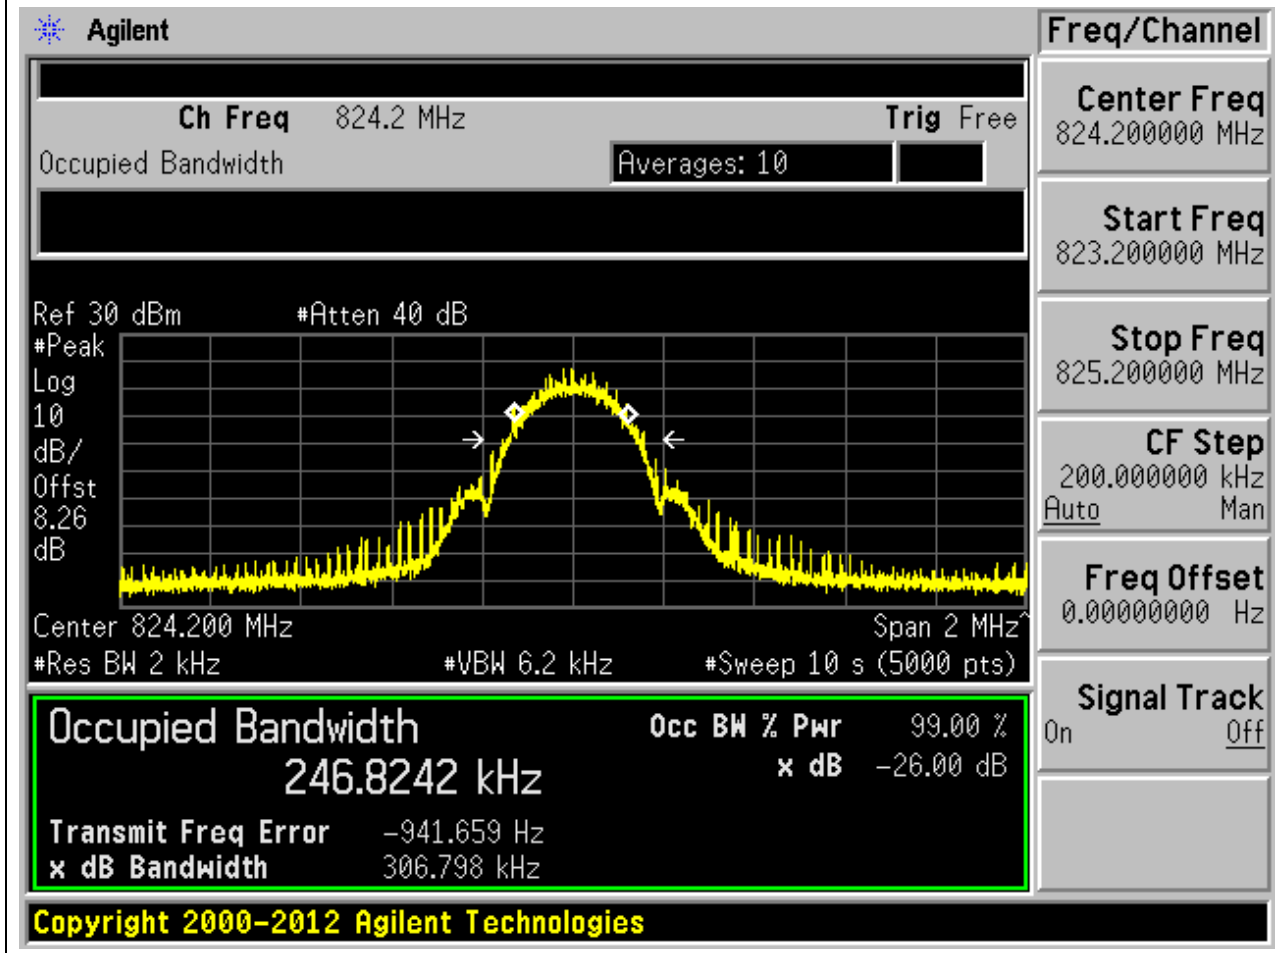 Agilent
Freq/Channel
Ch Freq 824.2 MHz Trig Free
Occupied Bandwidth Averages: 10
Center Freq
824.200000 MHz
Start Freq
823.200000 MHz
Stop Freq
825.200000 MHz
CF Step
200.000000 kHz
Auto Man
Freq Offset
0.00000000 Hz
Signal Track
On Off
Ref 30 dBm #Atten 40 dB
#Peak
Log
10
dB/
Offst
8.26
dB
Center 824.200 MHz Span 2 MHz^
#Res BW 2 kHz #VBW 6.2 kHz #Sweep 10 s (5000 pts)
Occupied Bandwidth Occ BW % Pwr 99.00 %
246.8242 kHz x dB -26.00 dB
Transmit Freq Error -941.659 Hz
x dB Bandwidth 306.798 kHz
Copyright 2000-2012 Agilent Technologies